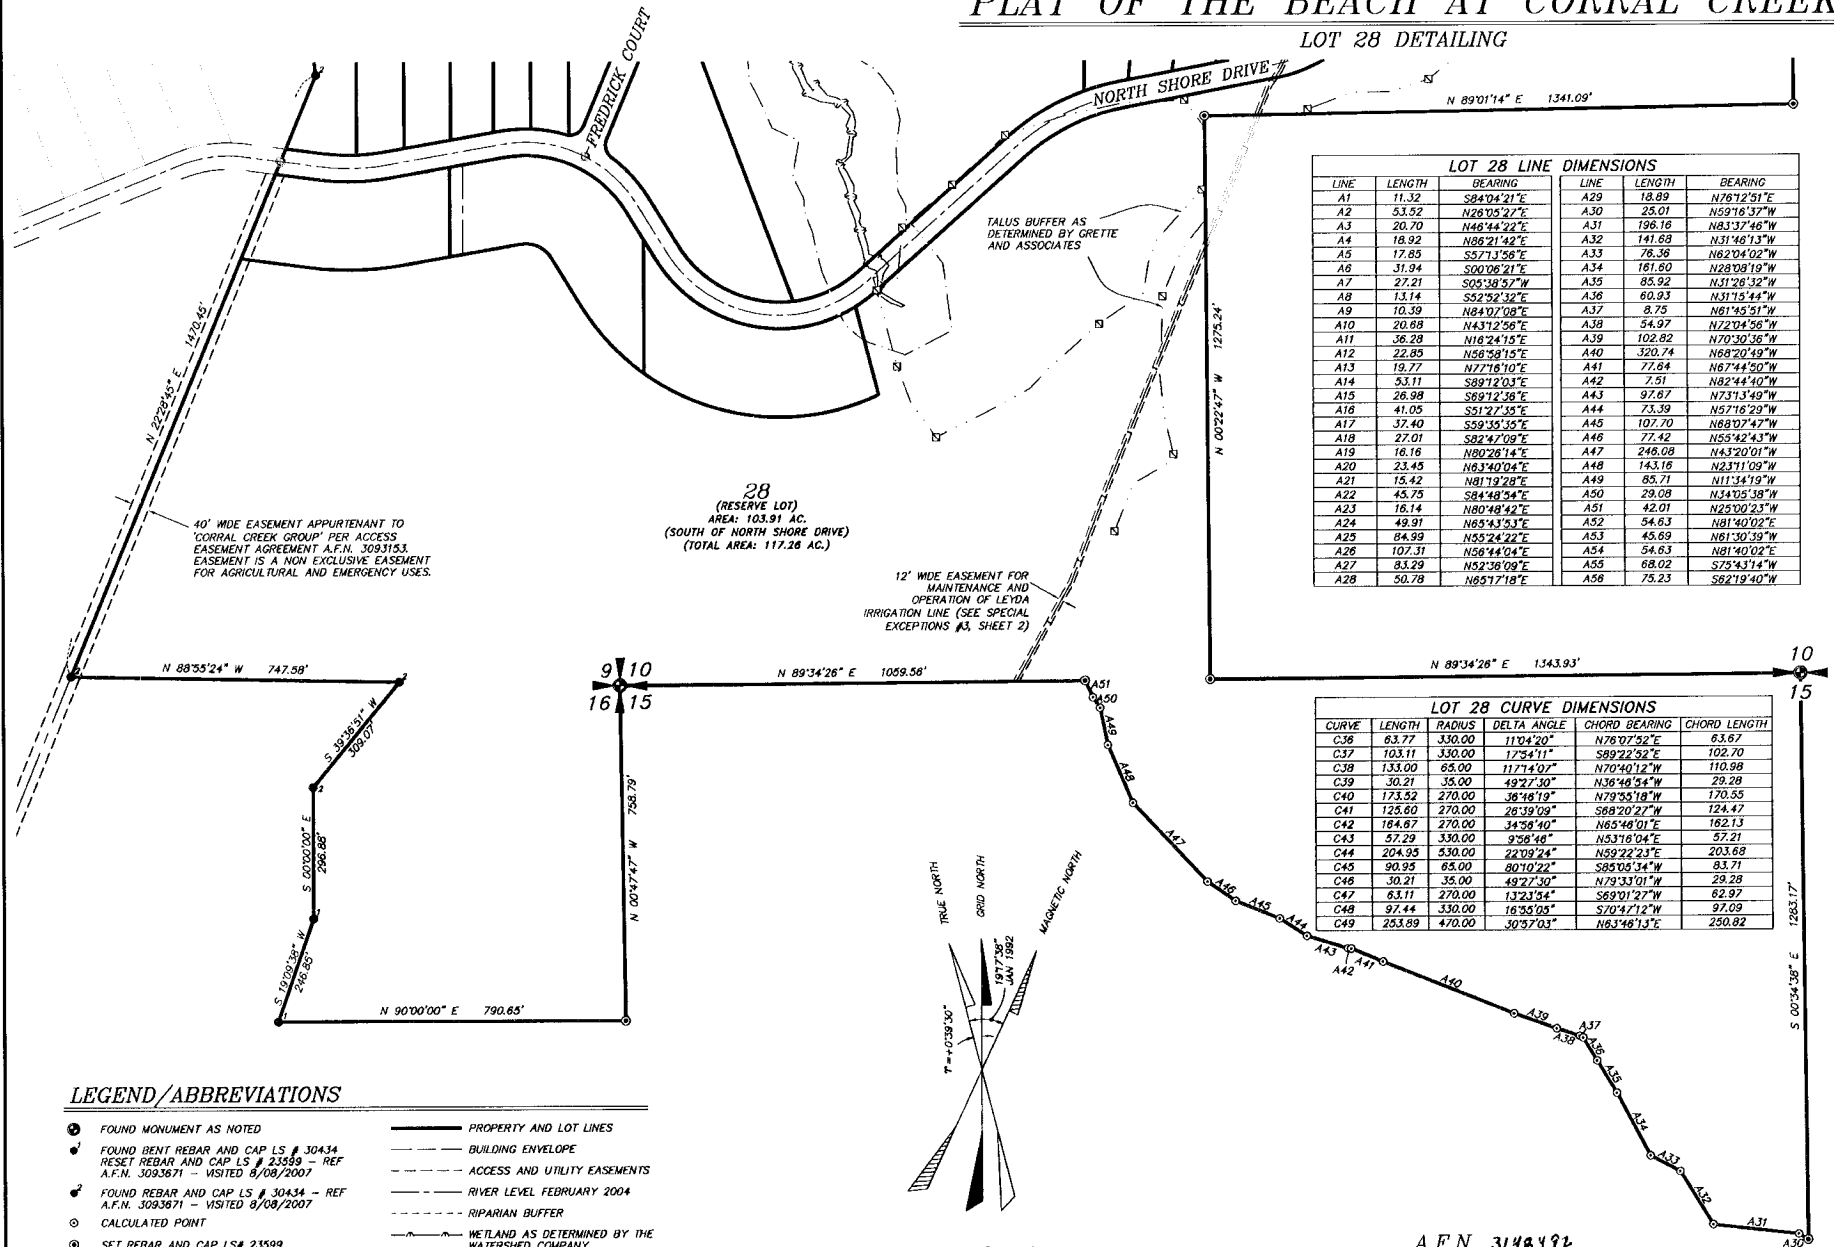 PLAT OF THE BEACH AT CORRAL CREEK
LOT 28 DETAILING
FREDRICK COURT
NORTH SHORE DRIVE
N 89°01'14" E 1341.09'
TALUS BUFFER AS
DETERMINED BY GRETTE
AND ASSOCIATES
N 22°28'45" E 1470.45'
N 00°22'47" W 1275.24'
28
(RESERVE LOT)
AREA: 103.91 AC.
(SOUTH OF NORTH SHORE DRIVE)
(TOTAL AREA: 117.26 AC.)
40' WIDE EASEMENT APPURTENANT TO
'CORRAL CREEK GROUP' PER ACCESS
EASEMENT AGREEMENT A.F.N. 3093153.
EASEMENT IS A NON EXCLUSIVE EASEMENT
FOR AGRICULTURAL AND EMERGENCY USES.
12' WIDE EASEMENT FOR
MAINTENANCE AND
OPERATION OF LEYDA
IRRIGATION LINE (SEE SPECIAL
EXCEPTIONS #3, SHEET 2)
LOT 28 LINE DIMENSIONS
LINE LENGTH BEARING LINE LENGTH BEARING
A1 11.32 S84°04'21"E A29 18.89 N76°12'51"E
A2 53.52 N26°05'27"E A30 25.01 N59°16'37"W
A3 20.70 N46°44'22"E A31 196.16 N83°37'46"W
A4 18.92 N86°21'42"E A32 141.68 N31°46'13"W
A5 17.85 S57°13'56"E A33 76.36 N62°04'02"W
A6 31.94 S00°06'21"E A34 161.60 N28°08'19"W
A7 27.21 S05°38'57"W A35 85.92 N31°26'32"W
A8 13.14 S52°52'32"E A36 60.93 N31°15'44"W
A9 10.39 N84°07'08"E A37 8.75 N61°45'51"W
A10 20.68 N43°12'56"E A38 54.97 N72°04'56"W
A11 36.28 N16°24'15"E A39 102.82 N70°30'36"W
A12 22.85 N56°58'15"E A40 320.74 N68°20'49"W
A13 19.77 N77°16'10"E A41 77.64 N67°44'50"W
A14 53.11 S89°12'03"E A42 7.51 N82°44'40"W
A15 26.98 S69°12'36"E A43 97.67 N73°13'49"W
A16 41.05 S51°27'35"E A44 73.39 N57°16'29"W
A17 37.40 S59°35'35"E A45 107.70 N68°07'47"W
A18 27.01 S82°47'09"E A46 77.42 N55°42'43"W
A19 16.16 N80°26'14"E A47 246.08 N43°20'01"W
A20 23.45 N63°40'04"E A48 143.16 N23°11'09"W
A21 15.42 N81°19'28"E A49 85.71 N11°34'19"W
A22 45.75 S84°48'54"E A50 29.08 N34°05'38"W
A23 16.14 N80°48'42"E A51 42.01 N25°00'23"W
A24 49.91 N65°43'53"E A52 54.63 N81°40'02"E
A25 84.99 N55°24'22"E A53 45.69 N61°30'39"W
A26 107.31 N56°44'04"E A54 54.63 N81°40'02"E
A27 83.29 N52°36'09"E A55 68.02 S75°43'14"W
A28 50.78 N65°17'18"E A56 75.23 S62°19'40"W
N 88°55'24" W 747.58'
9 10
16 15
N 89°34'26" E 1059.56'
N 89°34'26" E 1343.93'
10
15
S 39°36'51" W
309.07'
S 00°00'00" E
296.88'
S 19°09'38" W
246.85'
N 90°00'00" E 790.65'
N 00°47'47" W 758.79'
A51
A50
A49
A48
A47
A46
A45
A44
A43
A42
A41
A40
A39
A38
A37
A36
A35
A34
A33
A32
A31
A30
LOT 28 CURVE DIMENSIONS
CURVE LENGTH RADIUS DELTA ANGLE CHORD BEARING CHORD LENGTH
C36 63.77 330.00 11°04'20" N76°07'52"E 63.67
C37 103.11 330.00 17°54'11" S89°22'52"E 102.70
C38 133.00 65.00 117°14'07" N70°40'12"W 110.98
C39 30.21 35.00 49°27'30" N36°46'54"W 29.28
C40 173.52 270.00 36°46'19" N79°55'18"W 170.55
C41 125.60 270.00 26°39'09" S68°20'27"W 124.47
C42 164.67 270.00 34°56'40" N65°46'01"E 162.13
C43 57.29 330.00 9°56'46" N53°16'04"E 57.21
C44 204.95 530.00 22°09'24" N59°22'23"E 203.68
C45 90.95 65.00 80°10'22" S85°05'34"W 83.71
C46 30.21 35.00 49°27'30" N79°33'01"W 29.28
C47 63.11 270.00 13°23'54" S69°01'27"W 62.97
C48 97.44 330.00 16°55'05" S70°47'12"W 97.09
C49 253.89 470.00 30°57'03" N63°46'13"E 250.82
S 00°34'38" E 1283.17'
TRUE NORTH
GRID NORTH
MAGNETIC NORTH
19°17'38"
JAN 1992
T=+0°39'30"
LEGEND/ABBREVIATIONS
FOUND MONUMENT AS NOTED
1 FOUND BENT REBAR AND CAP LS # 30434
RESET REBAR AND CAP LS # 23599 - REF
A.F.N. 3093671 - VISITED 8/08/2007
2 FOUND REBAR AND CAP LS # 30434 - REF
A.F.N. 3093671 - VISITED 8/08/2007
CALCULATED POINT
SET REBAR AND CAP LS# 23599
PROPERTY AND LOT LINES
BUILDING ENVELOPE
ACCESS AND UTILITY EASEMENTS
RIVER LEVEL FEBRUARY 2004
RIPARIAN BUFFER
WETLAND AS DETERMINED BY THE
WATERSHED COMPANY
A.F.N.